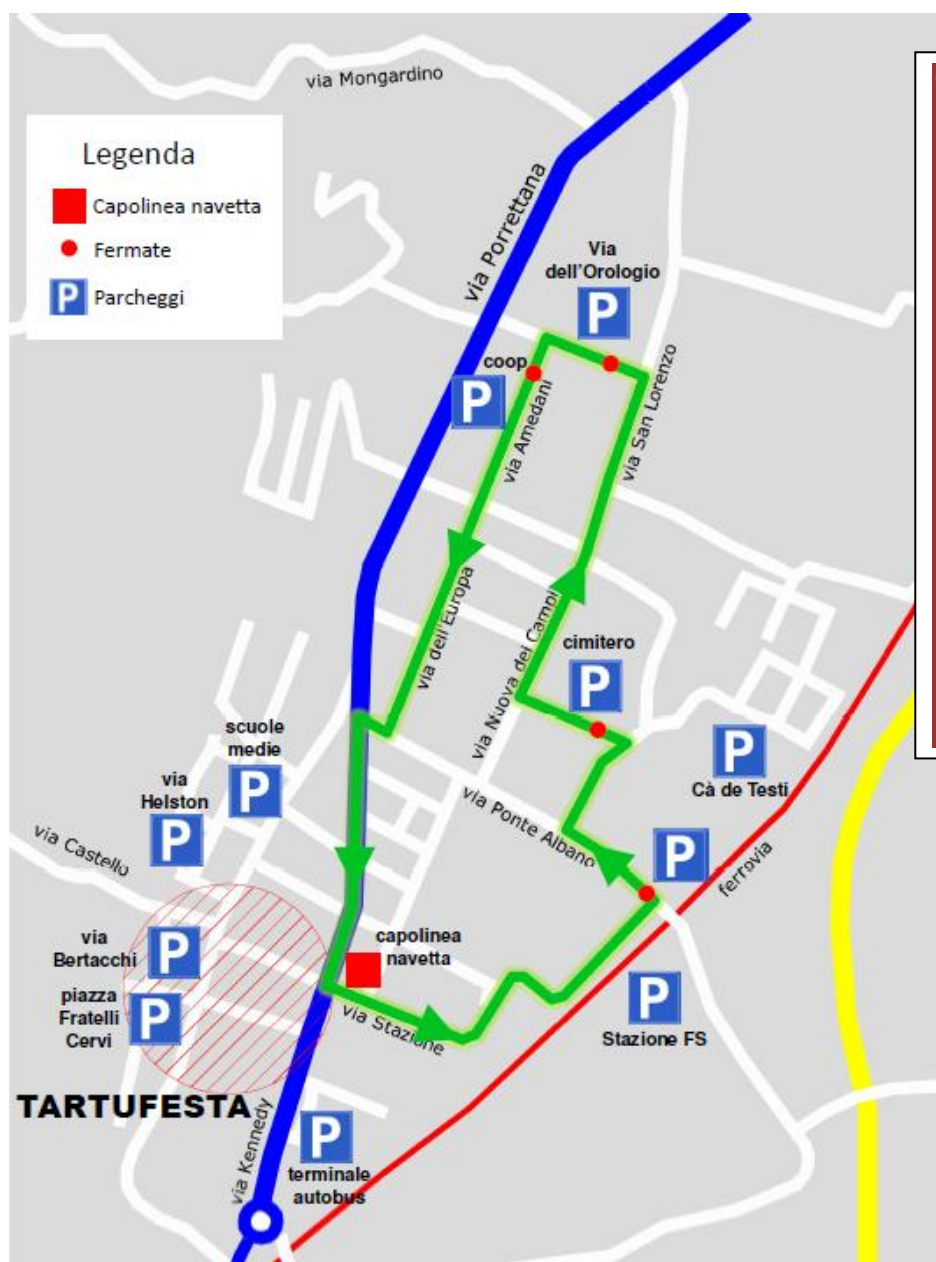 via Mongardino
Legenda
Capolinea navetta
Fermate
P Parcheggi
via Porrettana
Via
dell'Orologio
P
coop
P
via Amedani
via San Lorenzo
via dell'Europa
via Nuova dei Campi
cimitero
P
scuole
medie
P
via
Helston
P
P
Cà de Testi
via Ponte Albano
P
ferrovia
via Castello
via
Bertacchi
P
capolinea
navetta
piazza
Fratelli
Cervi
P
via Stazione
P
Stazione FS
TARTUFESTA
via Kennedy
P
terminale
autobus